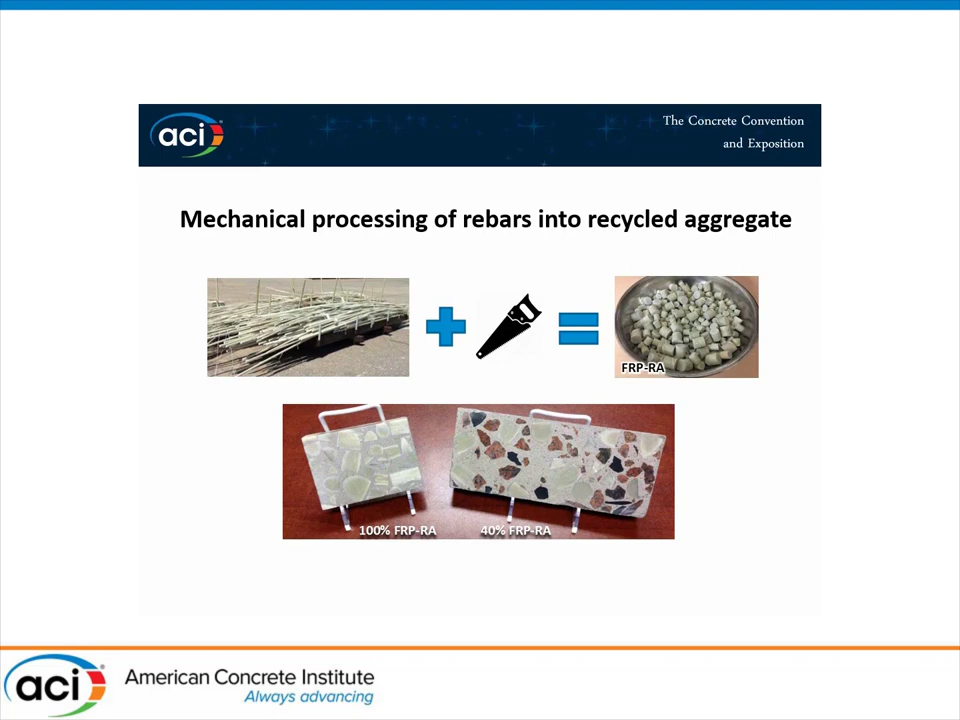 aci
The Concrete Convention
and Exposition
Mechanical processing of rebars into recycled aggregate
FRP-RA
100% FRP-RA
40% FRP-RA
aci
American Concrete Institute
Always advancing